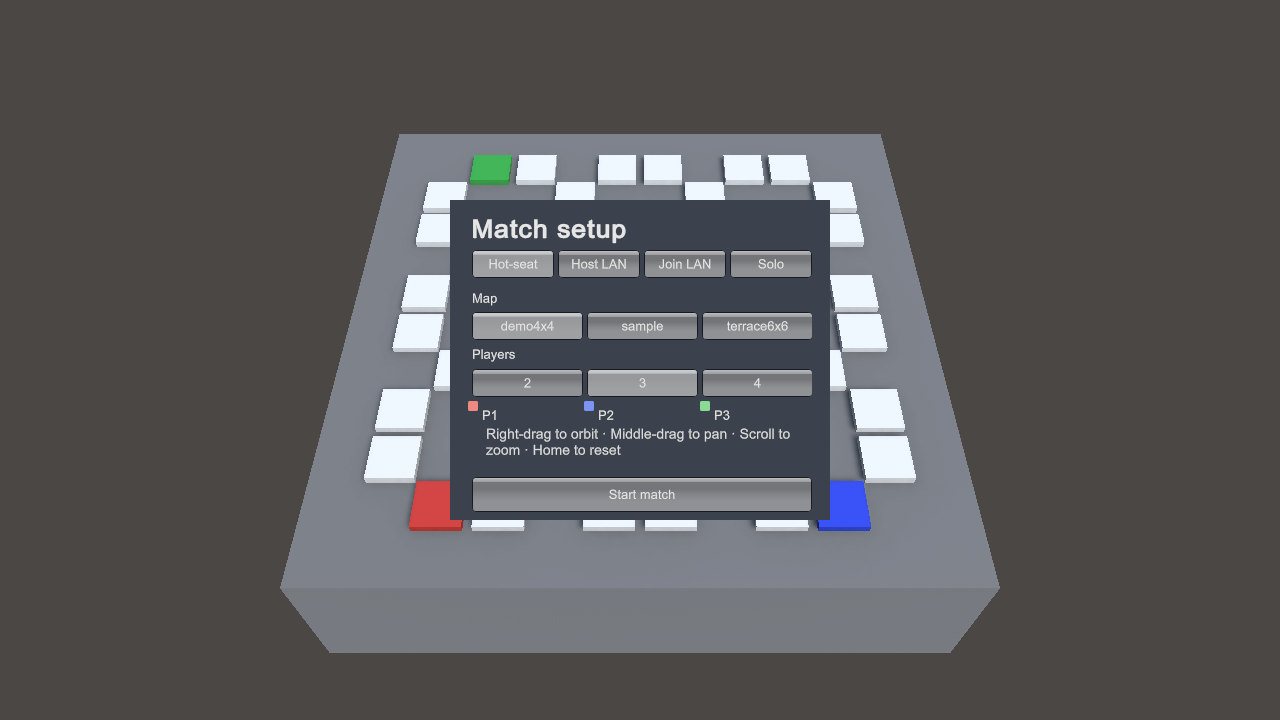 Match setup
Hot-seat Host LAN Join LAN Solo
Map
demo4x4 sample terrace6x6
Players
2 3 4
P1 P2 P3
Right-drag to orbit · Middle-drag to pan · Scroll to
zoom · Home to reset
Start match